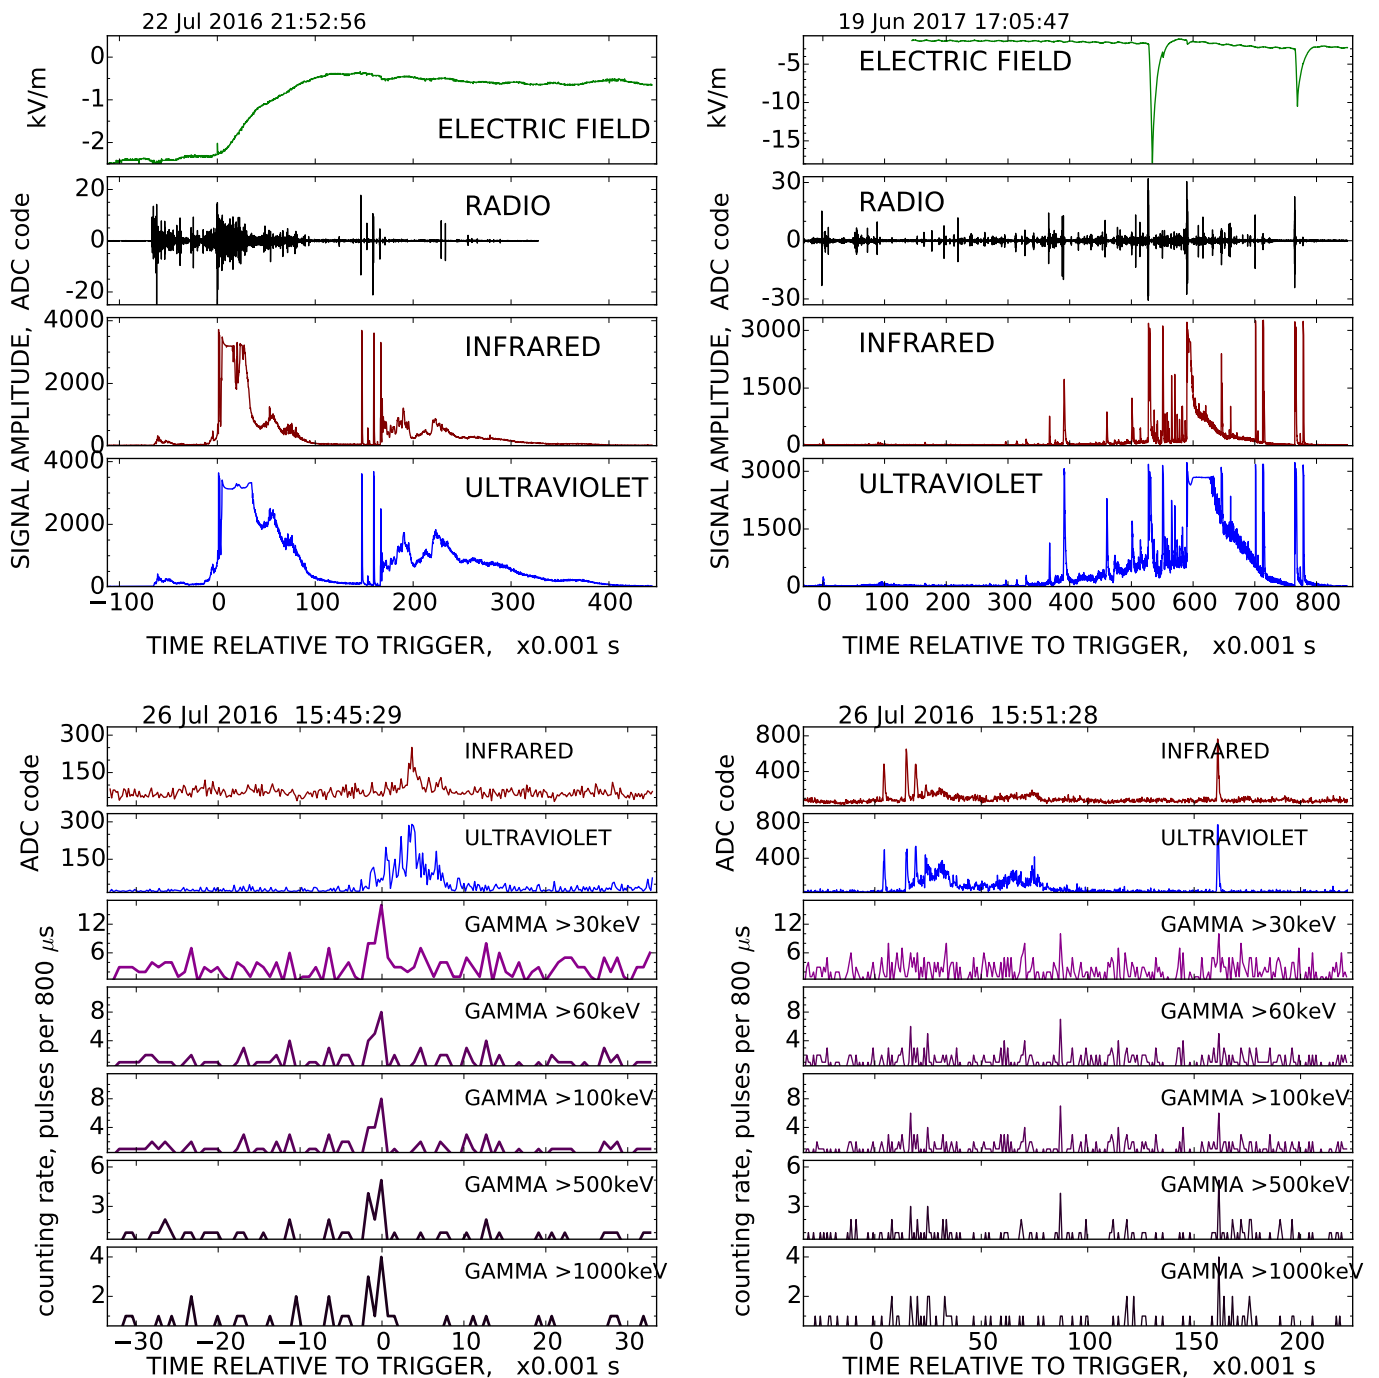 22 Jul 2016 21:52:56
kV/m
0
-1
-2
ELECTRIC FIELD
SIGNAL AMPLITUDE, ADC code
20
0
-20
RADIO
4000
2000
0
INFRARED
4000
2000
0
ULTRAVIOLET
−100 0 100 200 300 400
TIME RELATIVE TO TRIGGER, x0.001 s
19 Jun 2017 17:05:47
kV/m
-5
-10
-15
ELECTRIC FIELD
SIGNAL AMPLITUDE, ADC code
30
0
-30
RADIO
3000
1500
0
INFRARED
3000
1500
0
ULTRAVIOLET
0 100 200 300 400 500 600 700 800
TIME RELATIVE TO TRIGGER, x0.001 s
26 Jul 2016 15:45:29
ADC code
300
150
INFRARED
300
150
ULTRAVIOLET
counting rate, pulses per 800 μs
12
6
GAMMA >30keV
8
4
GAMMA >60keV
8
4
GAMMA >100keV
6
3
GAMMA >500keV
4
2
GAMMA >1000keV
−30 −20 −10 0 10 20 30
TIME RELATIVE TO TRIGGER, x0.001 s
26 Jul 2016 15:51:28
ADC code
800
400
INFRARED
800
400
ULTRAVIOLET
counting rate, pulses per 800 μs
12
6
GAMMA >30keV
8
4
GAMMA >60keV
8
4
GAMMA >100keV
6
3
GAMMA >500keV
4
2
GAMMA >1000keV
0 50 100 150 200
TIME RELATIVE TO TRIGGER, x0.001 s